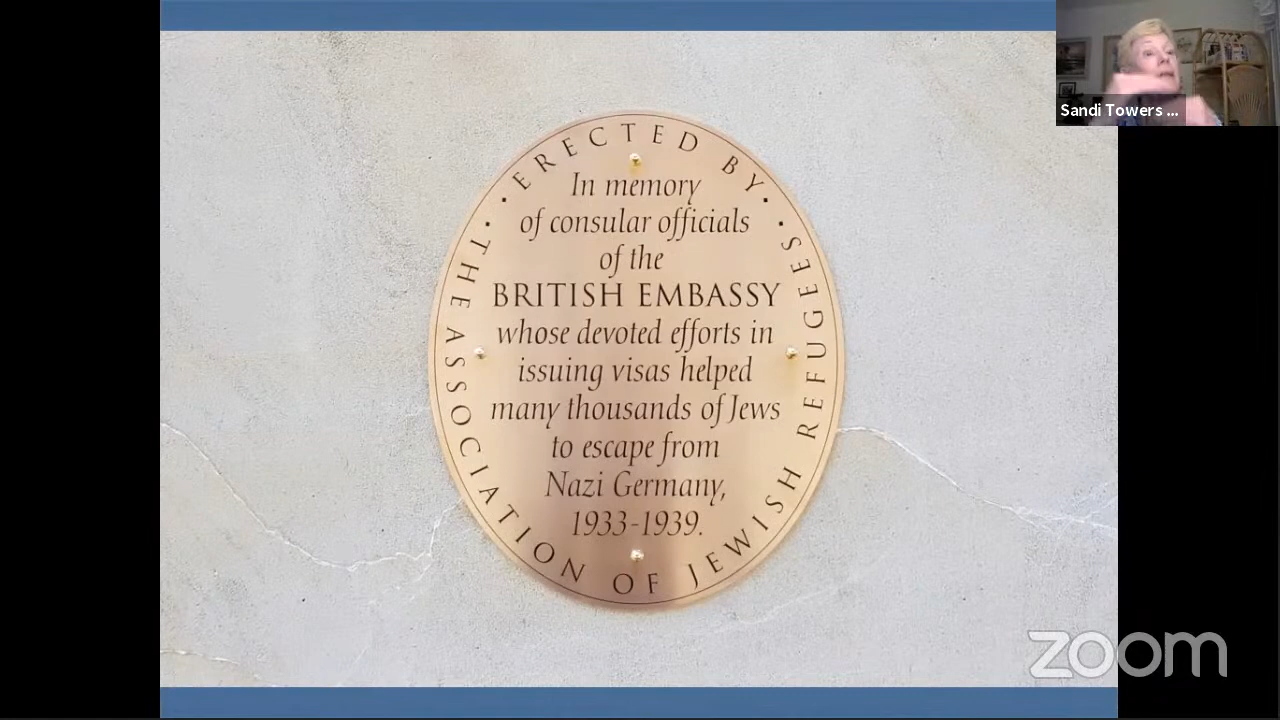 ERECTED BY
THE ASSOCIATION OF JEWISH REFUGEES
In memory
of consular officials
of the
BRITISH EMBASSY
whose devoted efforts in
issuing visas helped
many thousands of Jews
to escape from
Nazi Germany,
1933-1939.
Sandi Towers ...
zoom